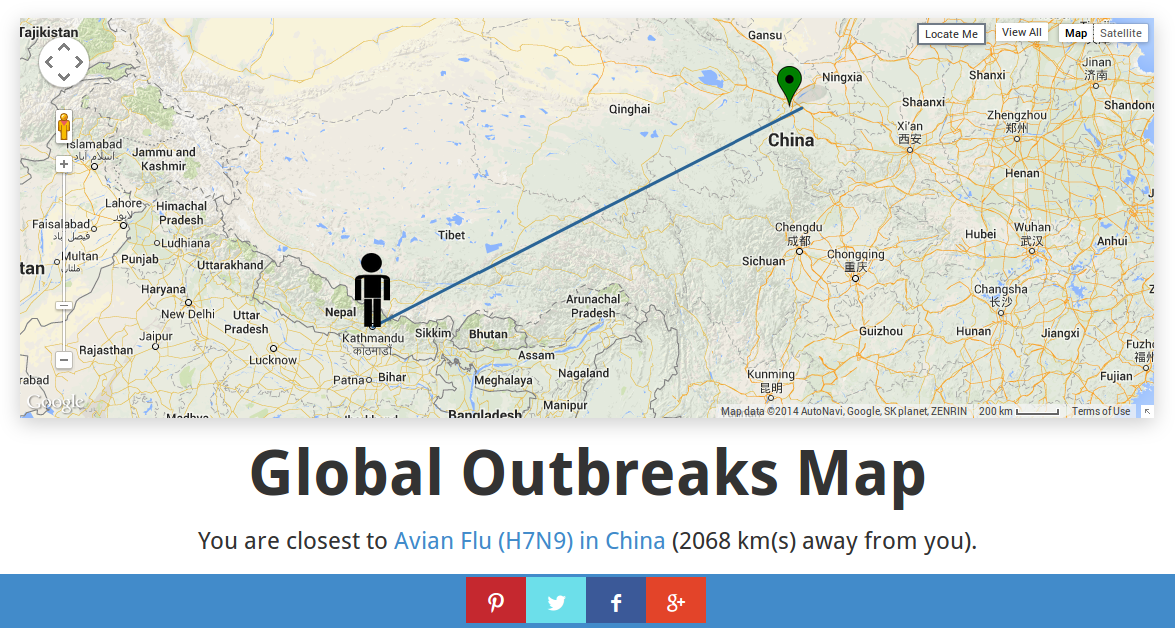 Tajikistan
Gansu
Locate Me
View All
Map
Satellite
Ningxia
Shanxi
Jinan
济南
Qinghai
Shaanxi
Shandong
Zhengzhou
郑州
Xi'an
西安
China
Islamabad
اسلام آباد
Jammu and
Kashmir
Henan
Lahore
لاہور
Himachal
Pradesh
Faisalabad
فیصل آباد
Ludhiana
Tibet
Chengdu
成都
Hubei
Wuhan
武汉
Anhui
Multan
ملتان
Punjab
Uttarakhand
Sichuan
Chongqing
重庆
tan
Haryana
New Delhi
Nepal
Uttar
Pradesh
Arunachal
Pradesh
Changsha
长沙
Kathmandu
काठमाडौं
Sikkim
Bhutan
Guizhou
Hunan
Jiangxi
Jaipur
Rajasthan
Lucknow
Assam
Fuzho
福州
Patna
Bihar
Meghalaya
Nagaland
Kunming
昆明
Fujian
rabad
Google
Manipur
Bangladesh
Map data ©2014 AutoNavi, Google, SK planet, ZENRIN
200 km
Terms of Use
Global Outbreaks Map
You are closest to Avian Flu (H7N9) in China (2068 km(s) away from you).